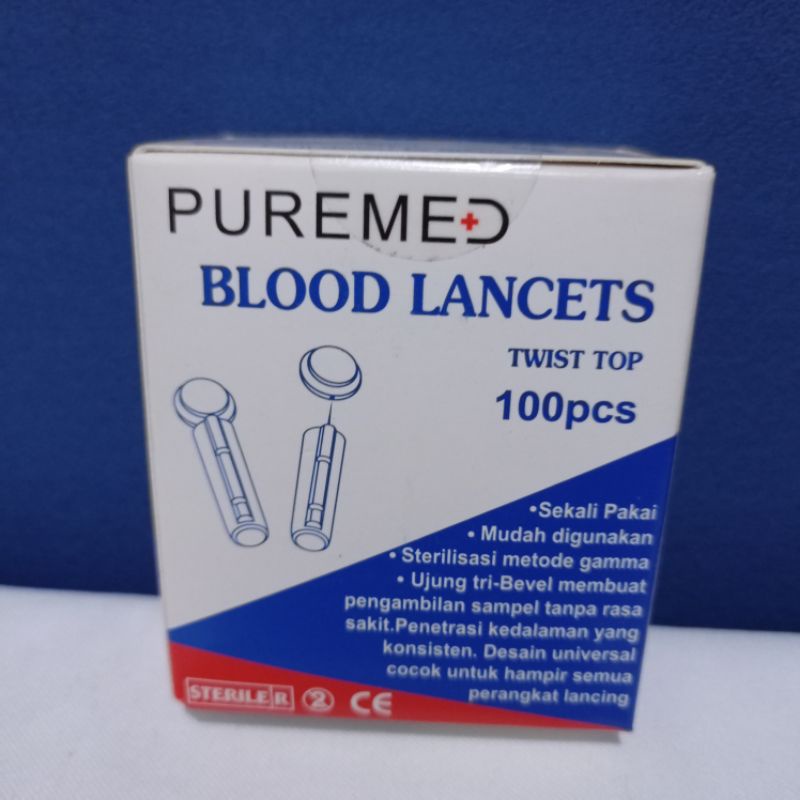 PUREMED
BLOOD LANCETS
TWIST TOP
100pcs
•Sekali Pakai
• Mudah digunakan
• Sterilisasi metode gamma
• Ujung tri-Bevel membuat
pengambilan sampel tanpa rasa
sakit.Penetrasi kedalaman yang
konsisten. Desain universal
cocok untuk hampir semua
perangkat lancing
STERILE R 2 CE